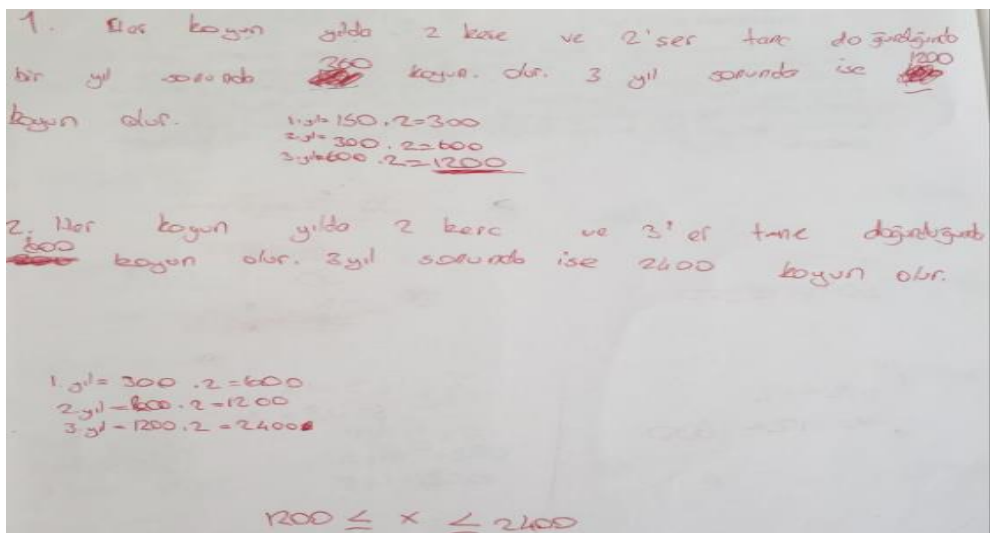 1. Her koyun yılda 2 kere ve 2'şer tane doğurduğunda
bir yıl sonunda 300 koyun. olur. 3 yıl sonunda ise 1200
koyun olur.
1.yıl= 150 . 2=300
2.yıl= 300 . 2=600
3.yıl=600 . 2=1200
2. Her koyun yılda 2 kere ve 3'er tane doğurduğunda
600 koyun olur. 3 yıl sonunda ise 2400 koyun olur.
1.yıl= 300 . 2=600
2.yıl=600 . 2=1200
3.yıl=1200 . 2=2400
1200 ≤ x ≤ 2400